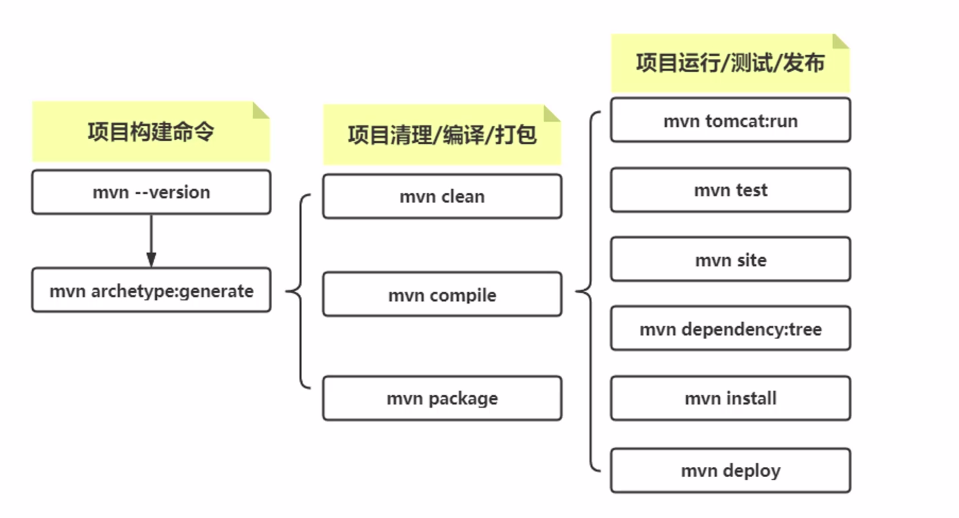 项目构建命令
mvn --version
mvn archetype:generate
项目清理/编译/打包
mvn clean
mvn compile
mvn package
项目运行/测试/发布
mvn tomcat:run
mvn test
mvn site
mvn dependency:tree
mvn install
mvn deploy